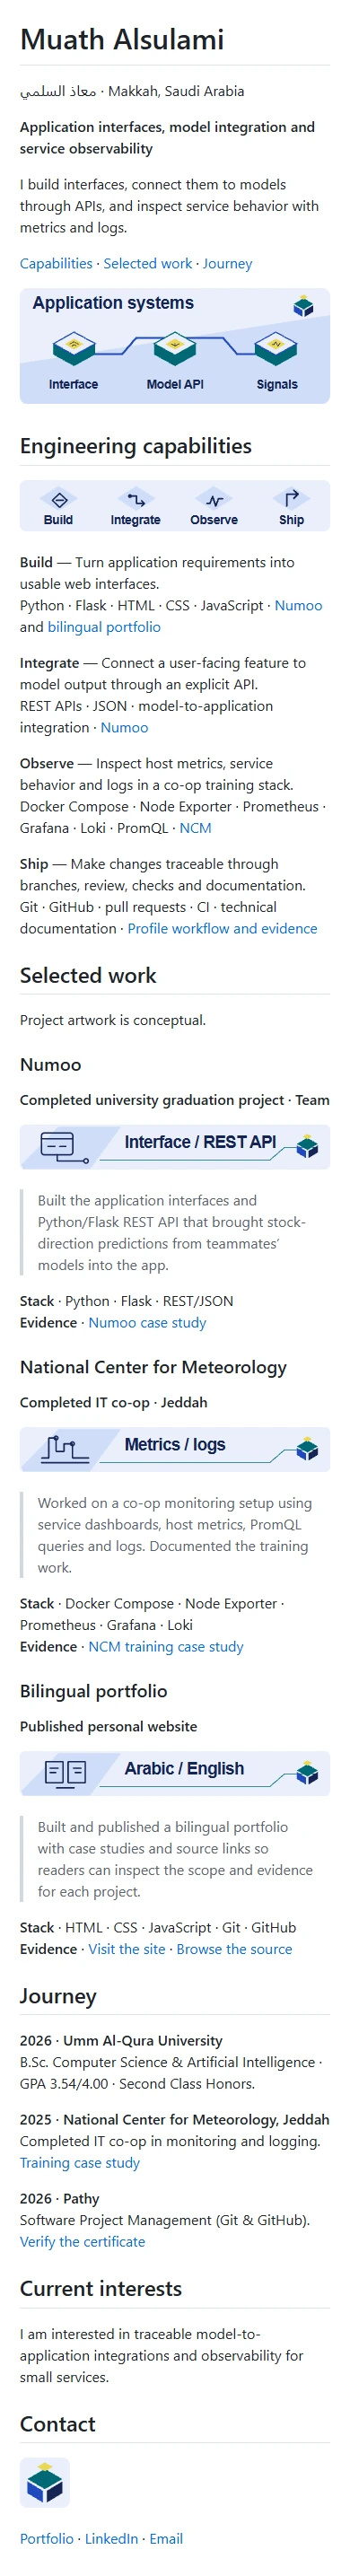 Muath Alsulami
معاذ السلمي · Makkah, Saudi Arabia
Application interfaces, model integration and
service observability
I build interfaces, connect them to models
through APIs, and inspect service behavior with
metrics and logs.
Capabilities · Selected work · Journey
Application systems
Interface
Model API
Signals
Engineering capabilities
Build
Integrate
Observe
Ship
Build — Turn application requirements into
usable web interfaces.
Python · Flask · HTML · CSS · JavaScript · Numoo
and bilingual portfolio
Integrate — Connect a user-facing feature to
model output through an explicit API.
REST APIs · JSON · model-to-application
integration · Numoo
Observe — Inspect host metrics, service
behavior and logs in a co-op training stack.
Docker Compose · Node Exporter · Prometheus ·
Grafana · Loki · PromQL · NCM
Ship — Make changes traceable through
branches, review, checks and documentation.
Git · GitHub · pull requests · CI · technical
documentation · Profile workflow and evidence
Selected work
Project artwork is conceptual.
Numoo
Completed university graduation project · Team
Interface / REST API
Built the application interfaces and
Python/Flask REST API that brought stock-
direction predictions from teammates'
models into the app.
Stack · Python · Flask · REST/JSON
Evidence · Numoo case study
National Center for Meteorology
Completed IT co-op · Jeddah
Metrics / logs
Worked on a co-op monitoring setup using
service dashboards, host metrics, PromQL
queries and logs. Documented the training
work.
Stack · Docker Compose · Node Exporter ·
Prometheus · Grafana · Loki
Evidence · NCM training case study
Bilingual portfolio
Published personal website
Arabic / English
Built and published a bilingual portfolio
with case studies and source links so
readers can inspect the scope and evidence
for each project.
Stack · HTML · CSS · JavaScript · Git · GitHub
Evidence · Visit the site · Browse the source
Journey
2026 · Umm Al-Qura University
B.Sc. Computer Science & Artificial Intelligence ·
GPA 3.54/4.00 · Second Class Honors.
2025 · National Center for Meteorology, Jeddah
Completed IT co-op in monitoring and logging.
Training case study
2026 · Pathy
Software Project Management (Git & GitHub).
Verify the certificate
Current interests
I am interested in traceable model-to-
application integrations and observability for
small services.
Contact
Portfolio · LinkedIn · Email